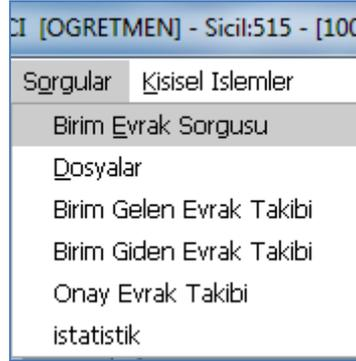 [OGRETMEN] - Sicil:515 - [100
Sorgular Kisisel Islemler
Birim Evrak Sorgusu
Dosyalar
Birim Gelen Evrak Takibi
Birim Giden Evrak Takibi
Onay Evrak Takibi
istatistik